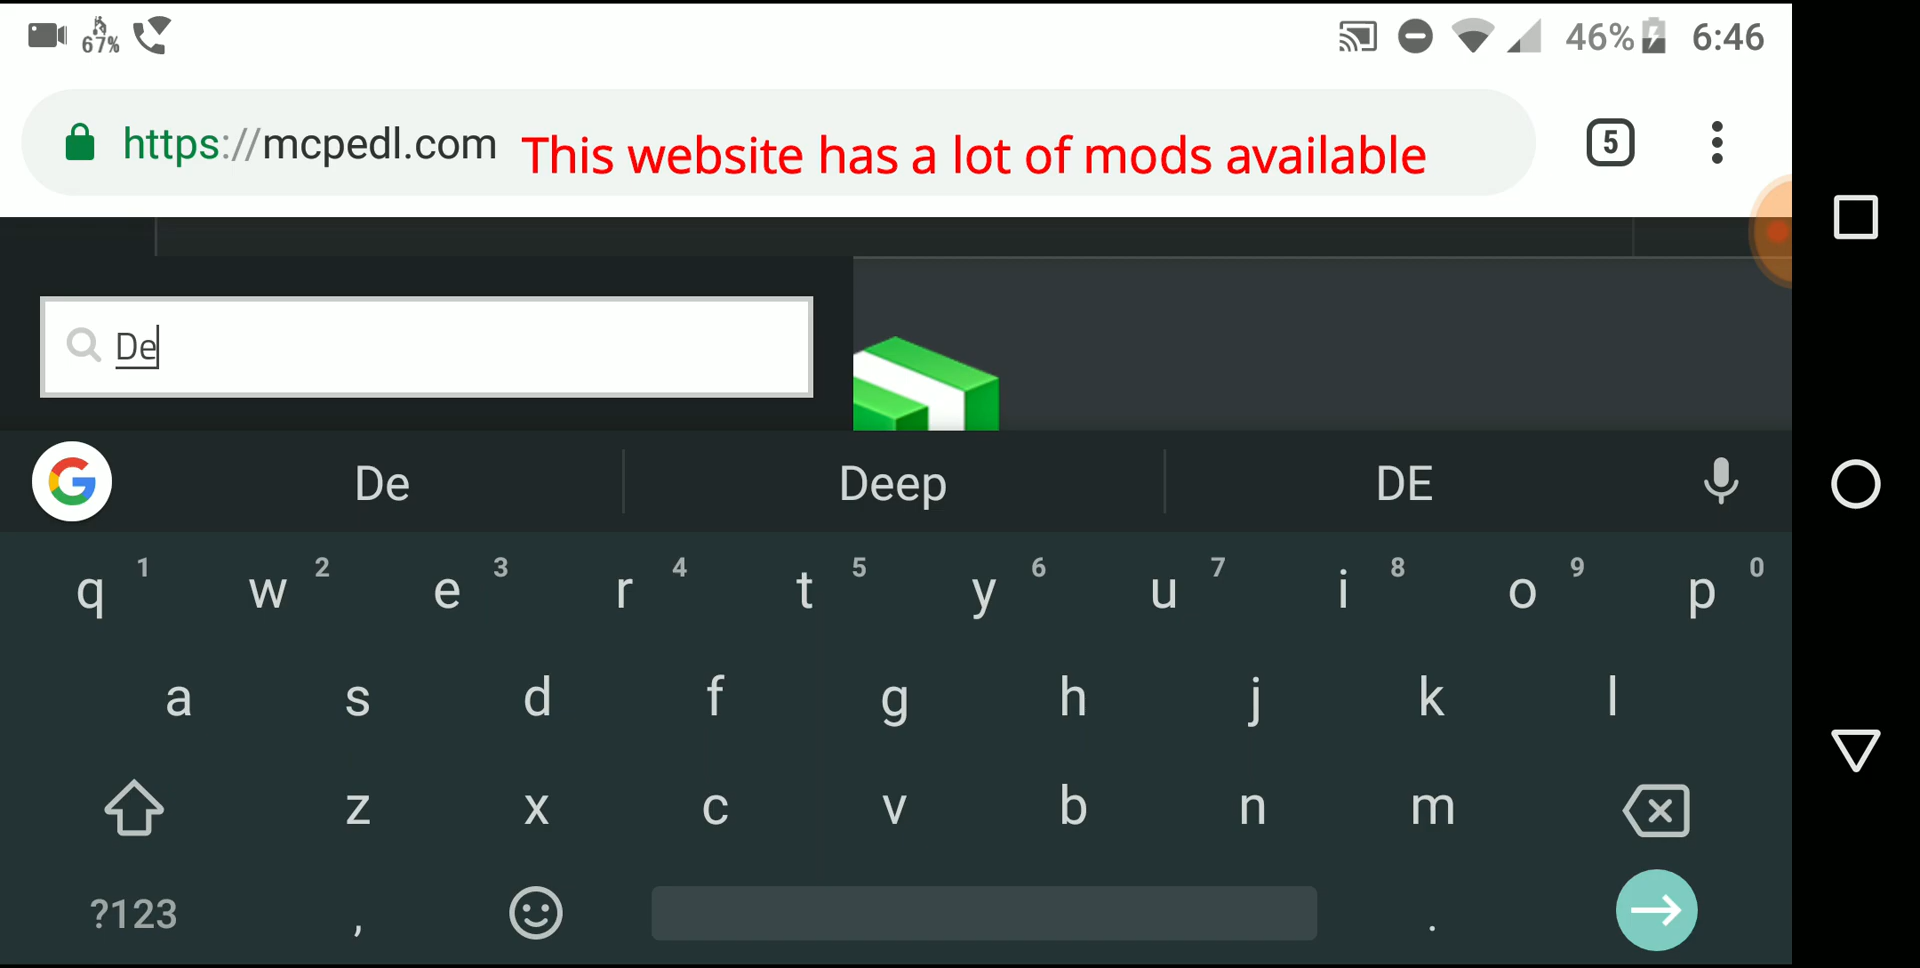 67% 46% 6:46
https://mcpedl.com This website has a lot of mods available 5
De
De Deep DE
q 1 w 2 e 3 r 4 t 5 y 6 u 7 i 8 o 9 p 0
a s d f g h j k l
z x c v b n m
?123 , .